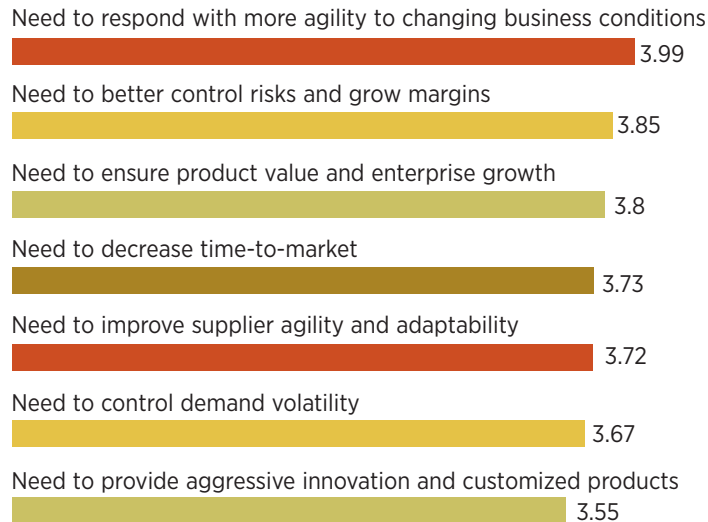 Need to respond with more agility to changing business conditions
3.99
Need to better control risks and grow margins
3.85
Need to ensure product value and enterprise growth
3.8
Need to decrease time-to-market
3.73
Need to improve supplier agility and adaptability
3.72
Need to control demand volatility
3.67
Need to provide aggressive innovation and customized products
3.55